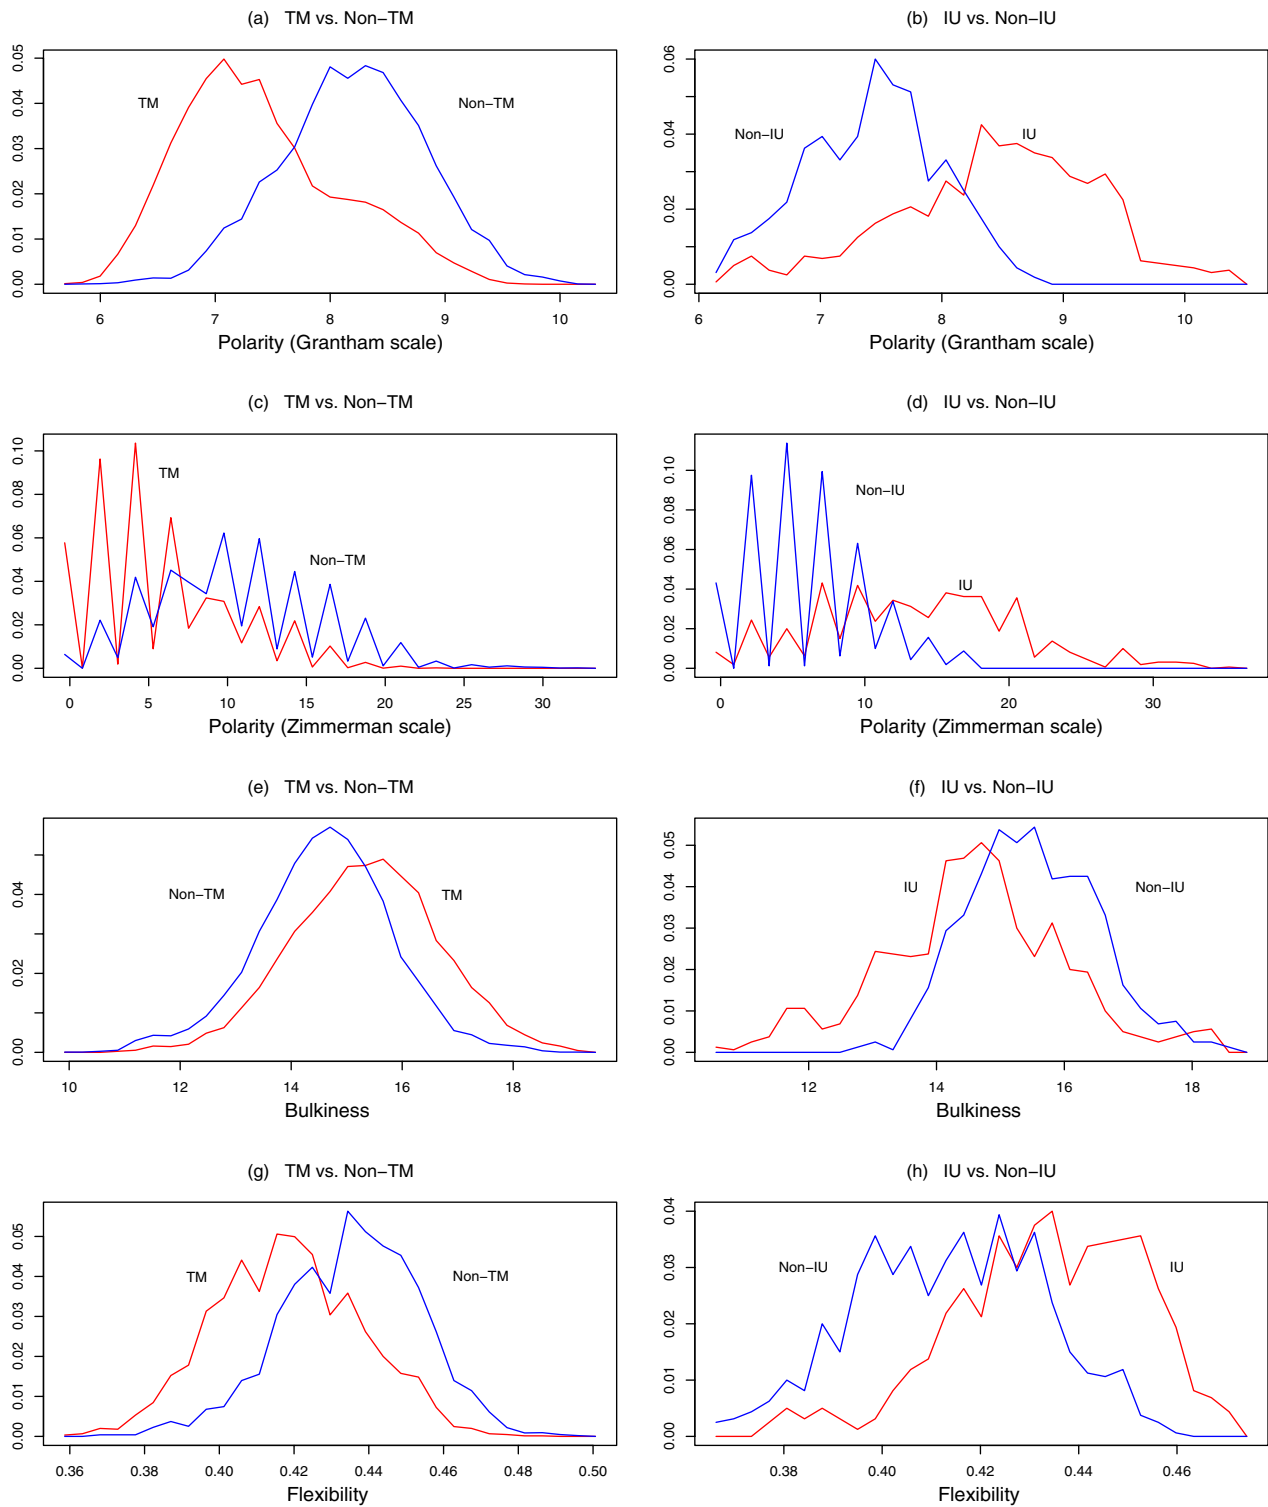 (a) TM vs. Non−TM
0.00 0.01 0.02 0.03 0.04 0.05
TM
Non−TM
6 7 8 9 10
Polarity (Grantham scale)
(b) IU vs. Non−IU
0.00 0.02 0.04 0.06
Non−IU
IU
6 7 8 9 10
Polarity (Grantham scale)
(c) TM vs. Non−TM
0.00 0.02 0.04 0.06 0.08 0.10
TM
Non−TM
0 5 10 15 20 25 30
Polarity (Zimmerman scale)
(d) IU vs. Non−IU
0.00 0.02 0.04 0.06 0.08 0.10
Non−IU
IU
0 10 20 30
Polarity (Zimmerman scale)
(e) TM vs. Non−TM
0.00 0.02 0.04
Non−TM
TM
10 12 14 16 18
Bulkiness
(f) IU vs. Non−IU
0.00 0.01 0.02 0.03 0.04 0.05
IU
Non−IU
12 14 16 18
Bulkiness
(g) TM vs. Non−TM
0.00 0.01 0.02 0.03 0.04 0.05
TM
Non−TM
0.36 0.38 0.40 0.42 0.44 0.46 0.48 0.50
Flexibility
(h) IU vs. Non−IU
0.00 0.01 0.02 0.03 0.04
Non−IU
IU
0.38 0.40 0.42 0.44 0.46
Flexibility